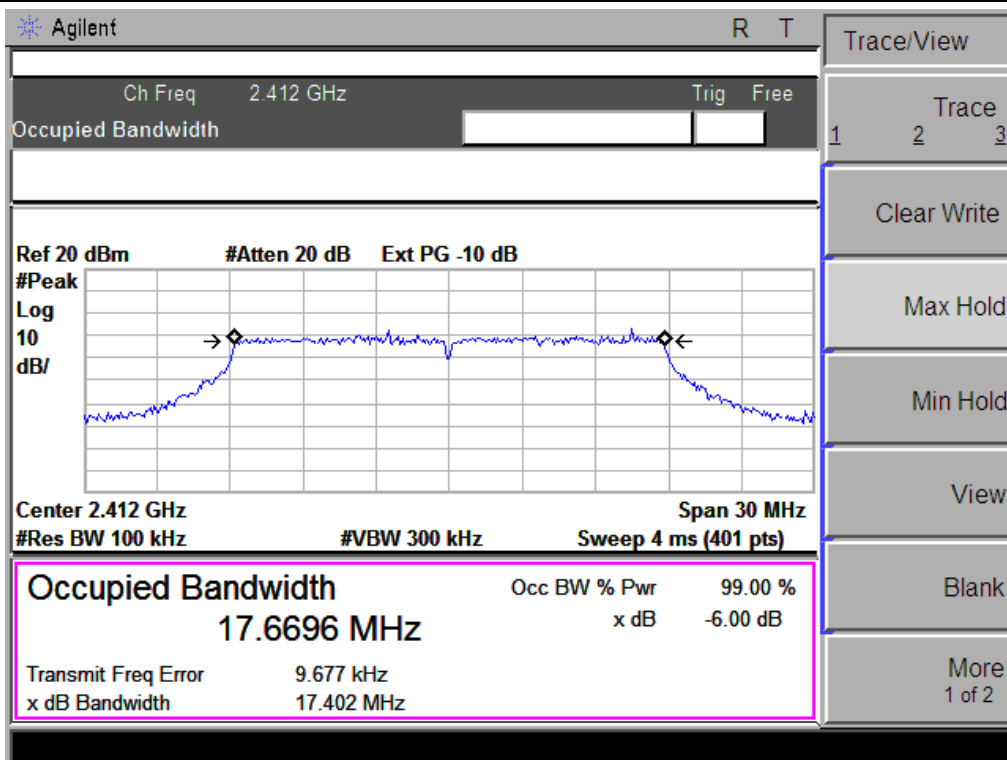 Agilent R T
Trace/View
Ch Freq 2.412 GHz Trig Free
Occupied Bandwidth
Trace
1 2 3
Clear Write
Ref 20 dBm #Atten 20 dB Ext PG -10 dB
#Peak
Log
10
dB/
Max Hold
Min Hold
View
Center 2.412 GHz Span 30 MHz
#Res BW 100 kHz #VBW 300 kHz Sweep 4 ms (401 pts)
Occupied Bandwidth Occ BW % Pwr 99.00 %
17.6696 MHz x dB -6.00 dB
Blank
Transmit Freq Error 9.677 kHz
x dB Bandwidth 17.402 MHz
More
1 of 2